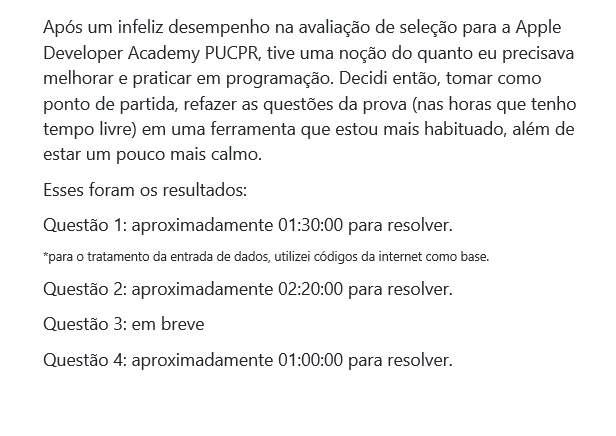 Após um infeliz desempenho na avaliação de seleção para a Apple
Developer Academy PUCPR, tive uma noção do quanto eu precisava
melhorar e praticar em programação. Decidi então, tomar como
ponto de partida, refazer as questões da prova (nas horas que tenho
tempo livre) em uma ferramenta que estou mais habituado, além de
estar um pouco mais calmo.
Esses foram os resultados:
Questão 1: aproximadamente 01:30:00 para resolver.
*para o tratamento da entrada de dados, utilizei códigos da internet como base.
Questão 2: aproximadamente 02:20:00 para resolver.
Questão 3: em breve
Questão 4: aproximadamente 01:00:00 para resolver.